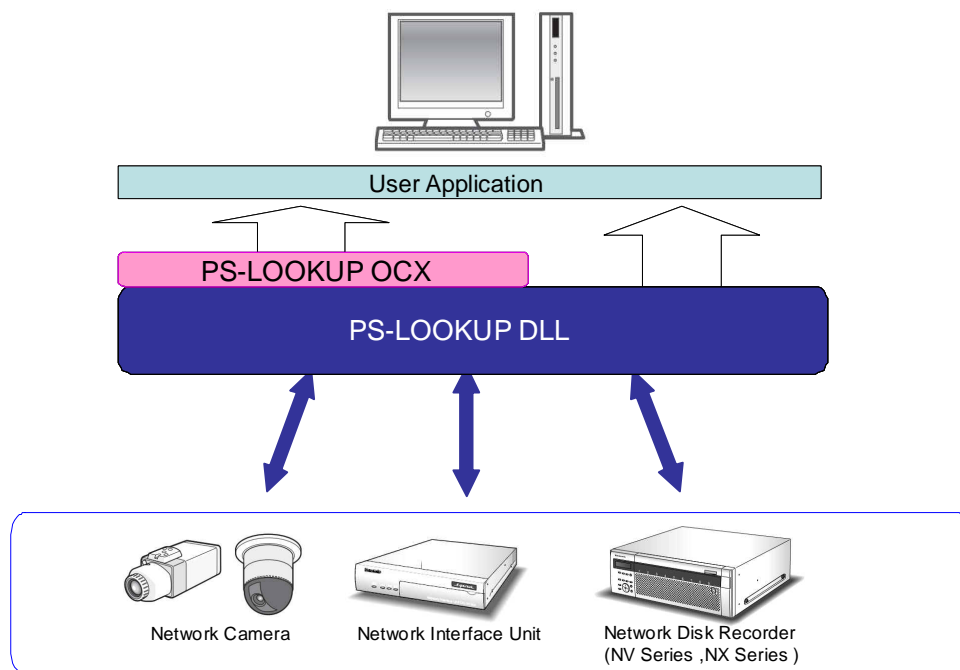 User Application
PS-LOOKUP OCX
PS-LOOKUP DLL
Network Camera
Network Interface Unit
Network Disk Recorder
(NV Series ,NX Series )